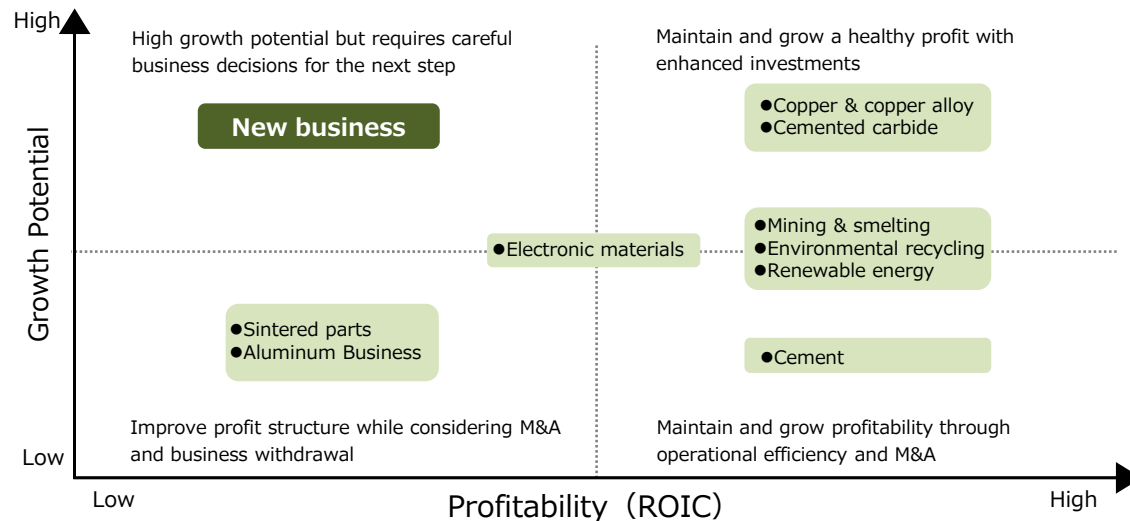 High
High growth potential but requires careful
business decisions for the next step
Maintain and grow a healthy profit with
enhanced investments
New business
●Copper & copper alloy
●Cemented carbide
Growth Potential
●Electronic materials
●Mining & smelting
●Environmental recycling
●Renewable energy
●Sintered parts
●Aluminum Business
●Cement
Improve profit structure while considering M&A
and business withdrawal
Maintain and grow profitability through
operational efficiency and M&A
Low
Low
Profitability（ROIC）
High